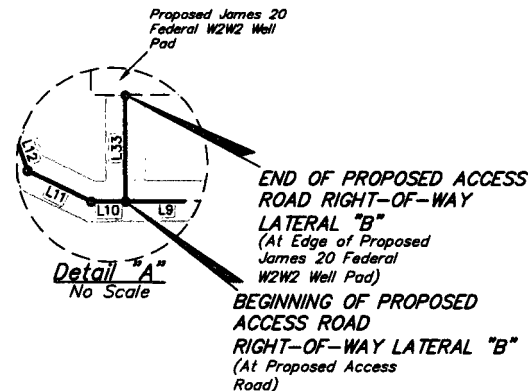 Proposed James 20
Federal W2W2 Well
Pad
L33
L12
L11
L10
L9
Detail "A"
No Scale
END OF PROPOSED ACCESS
ROAD RIGHT-OF-WAY
LATERAL "B"
(At Edge of Proposed
James 20 Federal
W2W2 Well Pad)
BEGINNING OF PROPOSED
ACCESS ROAD
RIGHT-OF-WAY LATERAL "B"
(At Proposed Access
Road)